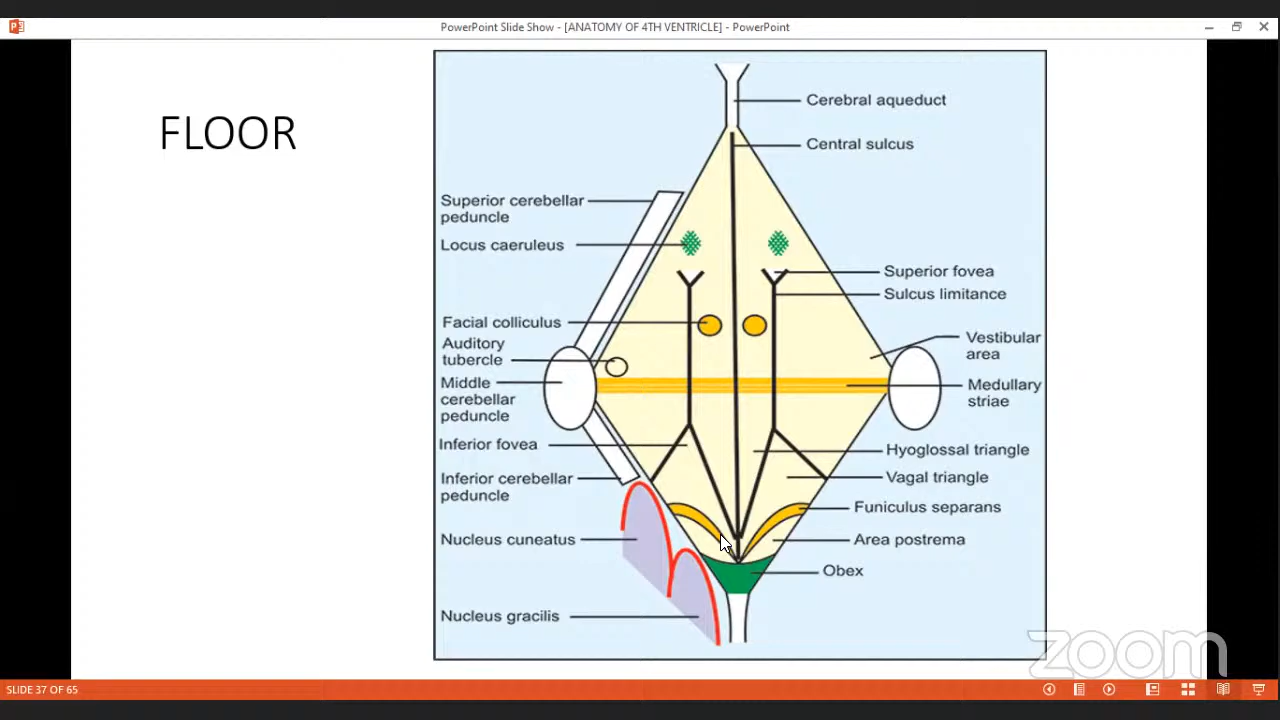 PowerPoint Slide Show - [ANATOMY OF 4TH VENTRICLE] - PowerPoint
FLOOR
Cerebral aqueduct
Central sulcus
Superior cerebellar
peduncle
Locus caeruleus
Superior fovea
Sulcus limitance
Facial colliculus
Auditory
tubercle
Vestibular
area
Middle
cerebellar
peduncle
Medullary
striae
Inferior fovea
Hyoglossal triangle
Inferior cerebellar
peduncle
Vagal triangle
Funiculus separans
Nucleus cuneatus
Area postrema
Obex
Nucleus gracilis
zoom
SLIDE 37 OF 65